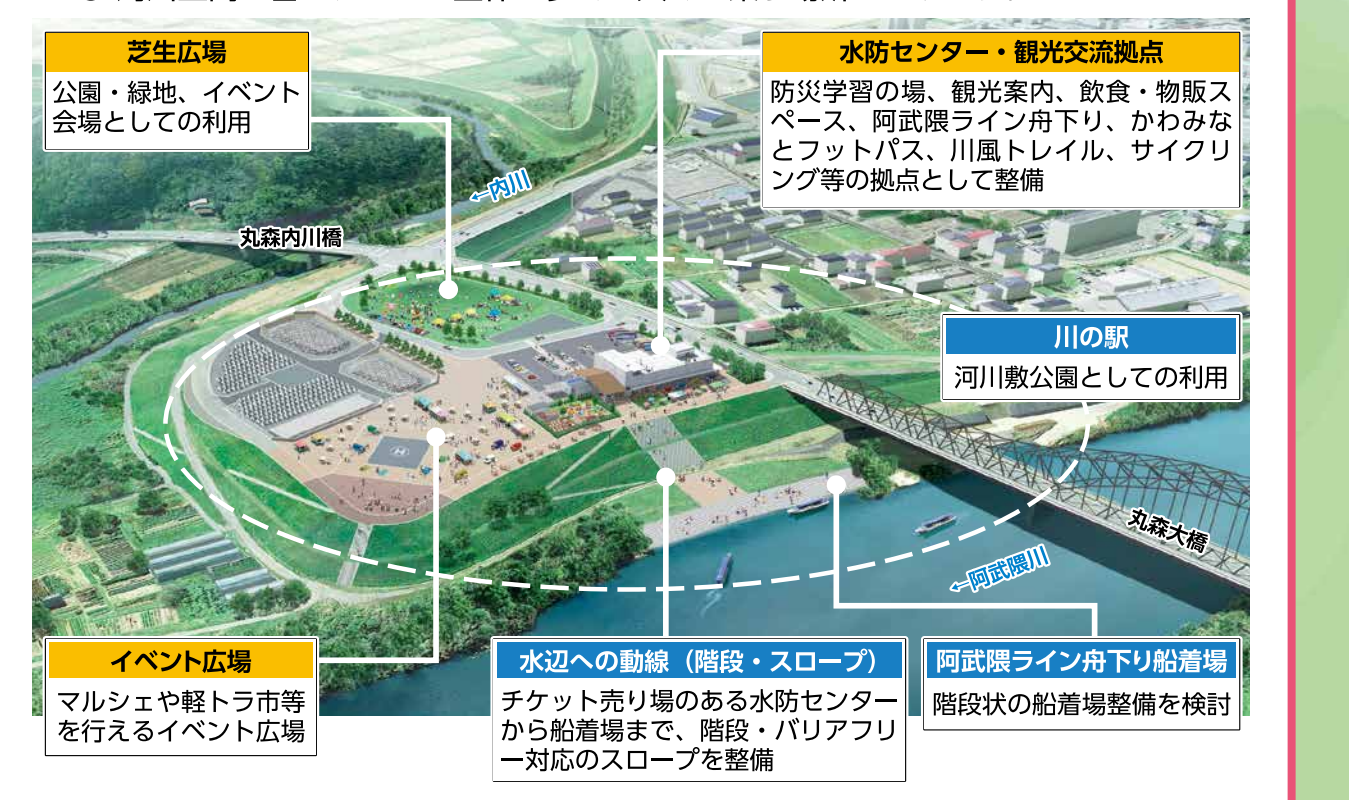 芝生広場
公園・緑地、イベント
会場としての利用
水防センター・観光交流拠点
防災学習の場、観光案内、飲食・物販ス
ペース、阿武隈ライン舟下り、かわみな
とフットパス、川風トレイル、サイクリ
ング等の拠点として整備
←内川
丸森内川橋
川の駅
河川敷公園としての利用
H
丸森大橋
←阿武隈川
イベント広場
マルシェや軽トラ市等
を行えるイベント広場
水辺への動線（階段・スロープ）
チケット売り場のある水防センター
から船着場まで、階段・バリアフリ
ー対応のスロープを整備
阿武隈ライン舟下り船着場
階段状の船着場整備を検討